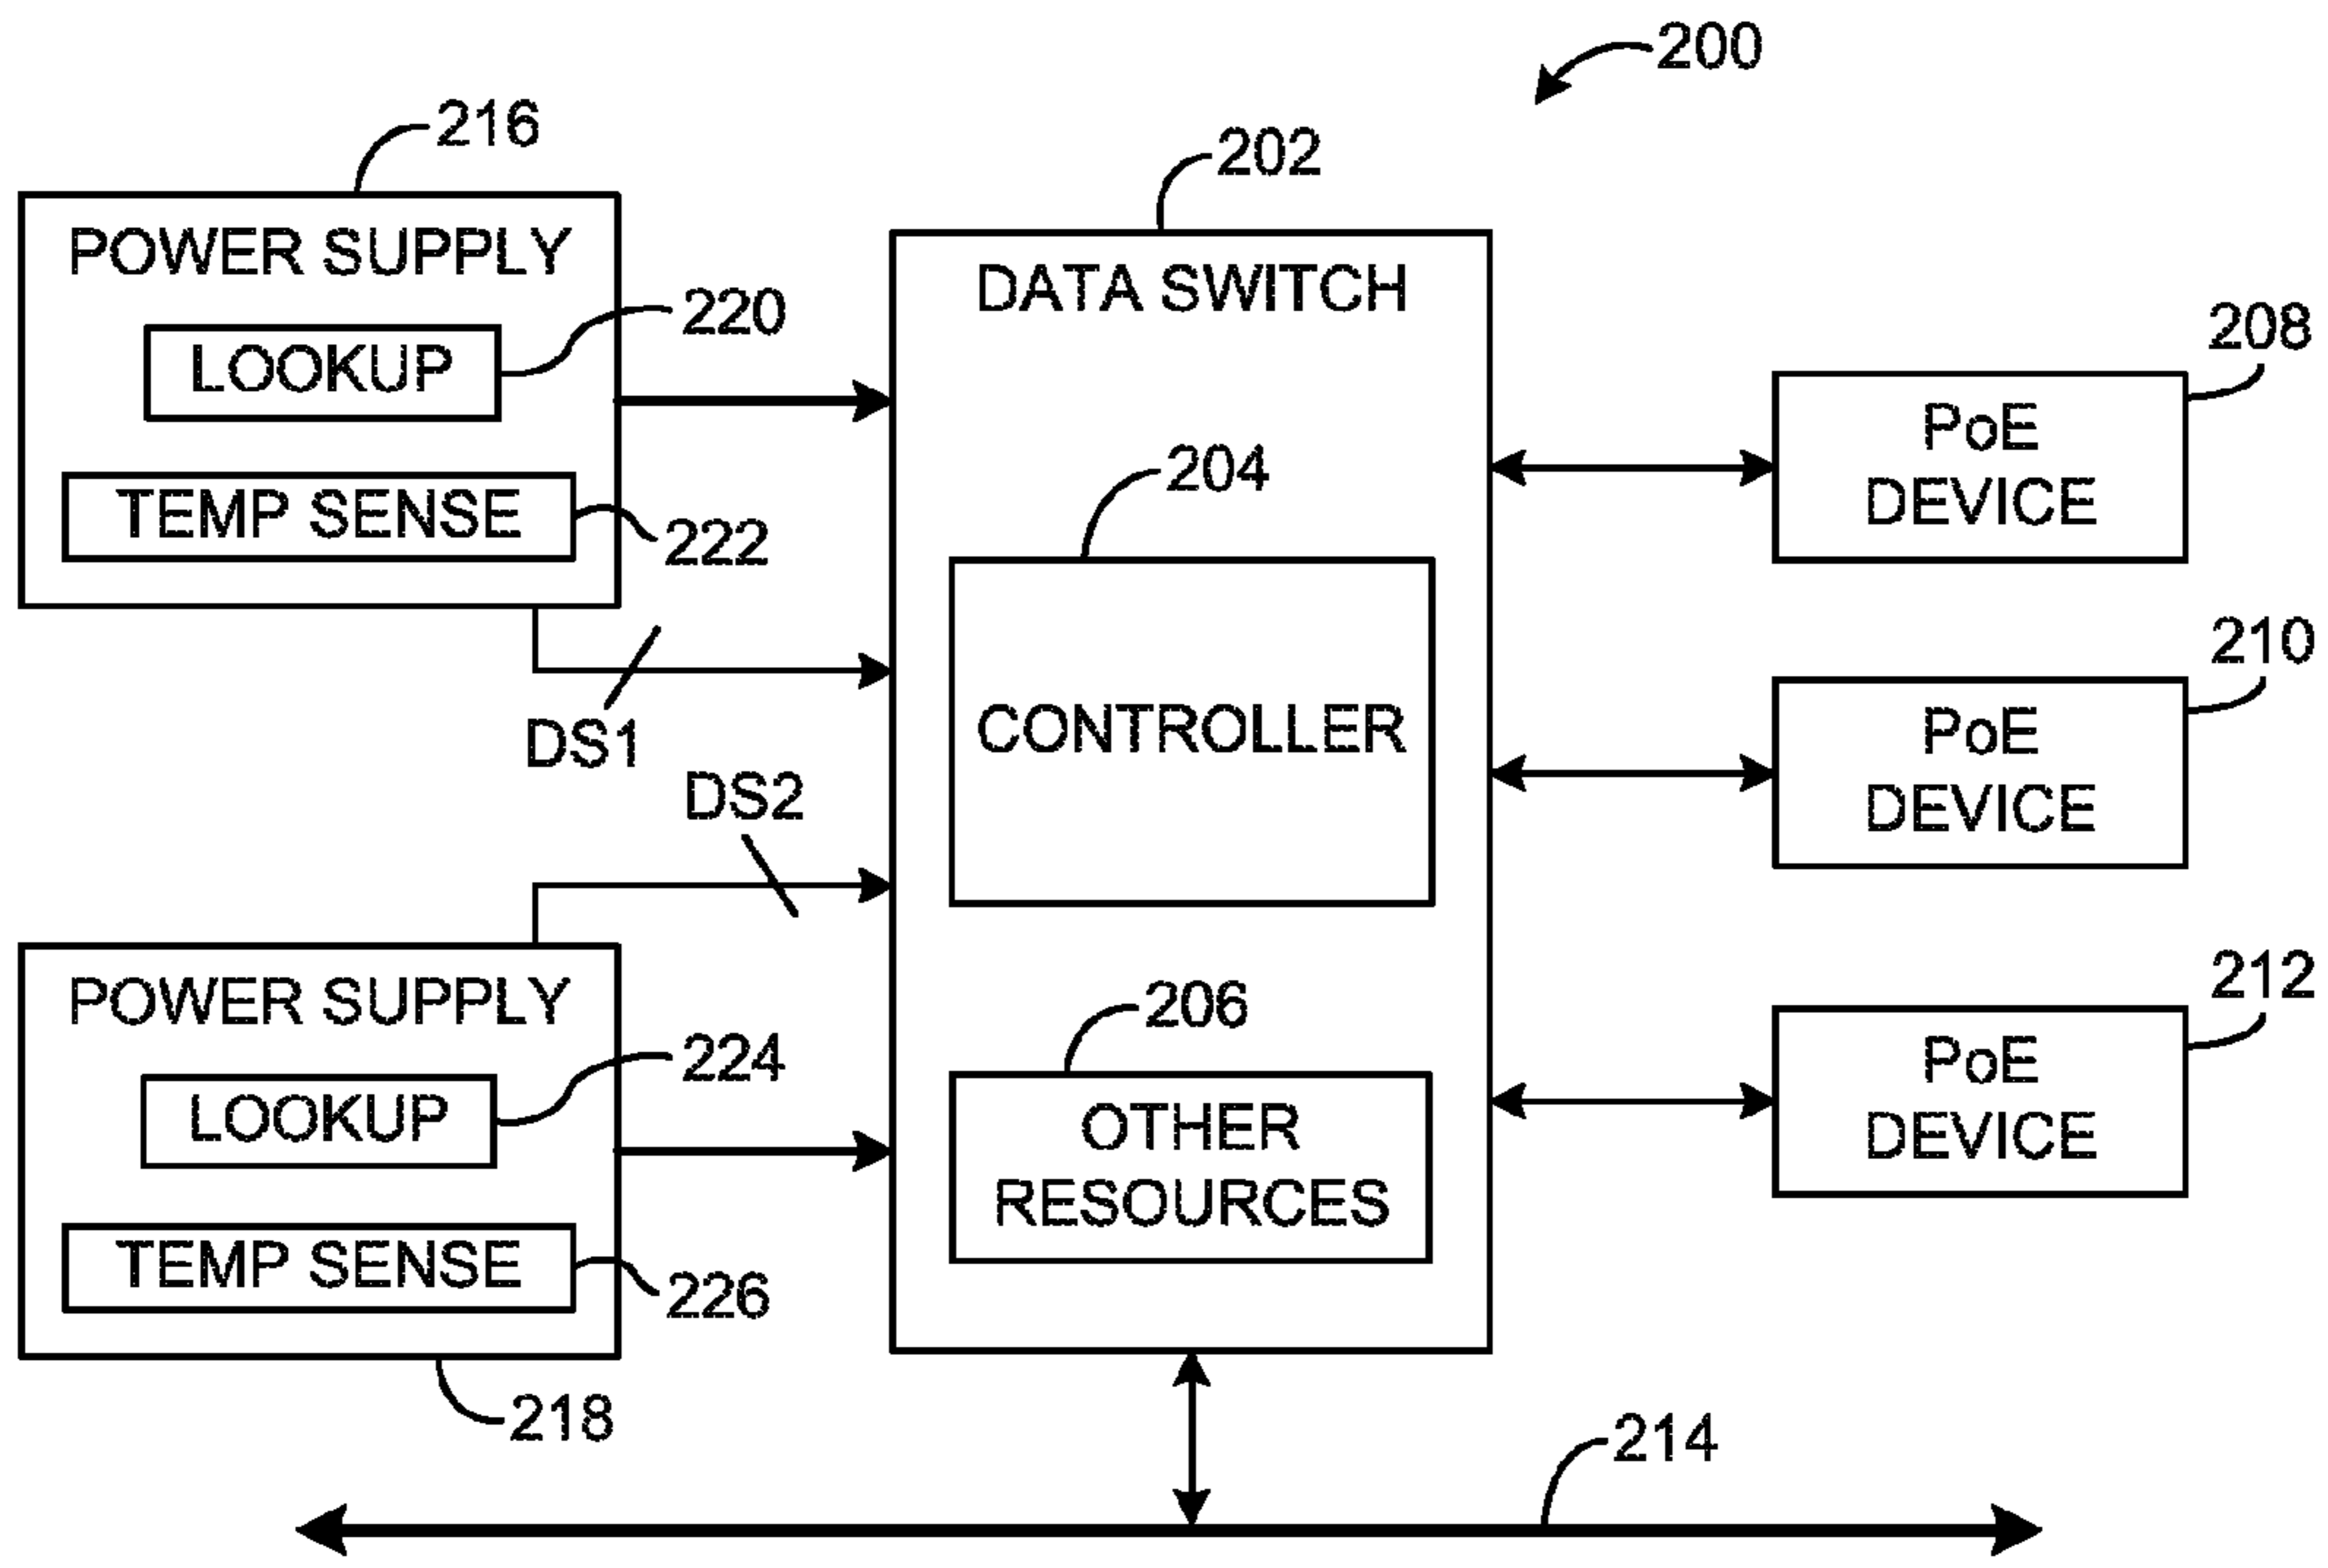 200
216
202
POWER SUPPLY
DATA SWITCH
220
LOOKUP
208
PoE
DEVICE
204
TEMP SENSE
222
210
DS1
CONTROLLER
PoE
DEVICE
DS2
212
POWER SUPPLY
206
224
PoE
DEVICE
LOOKUP
OTHER
RESOURCES
TEMP SENSE
226
218
214